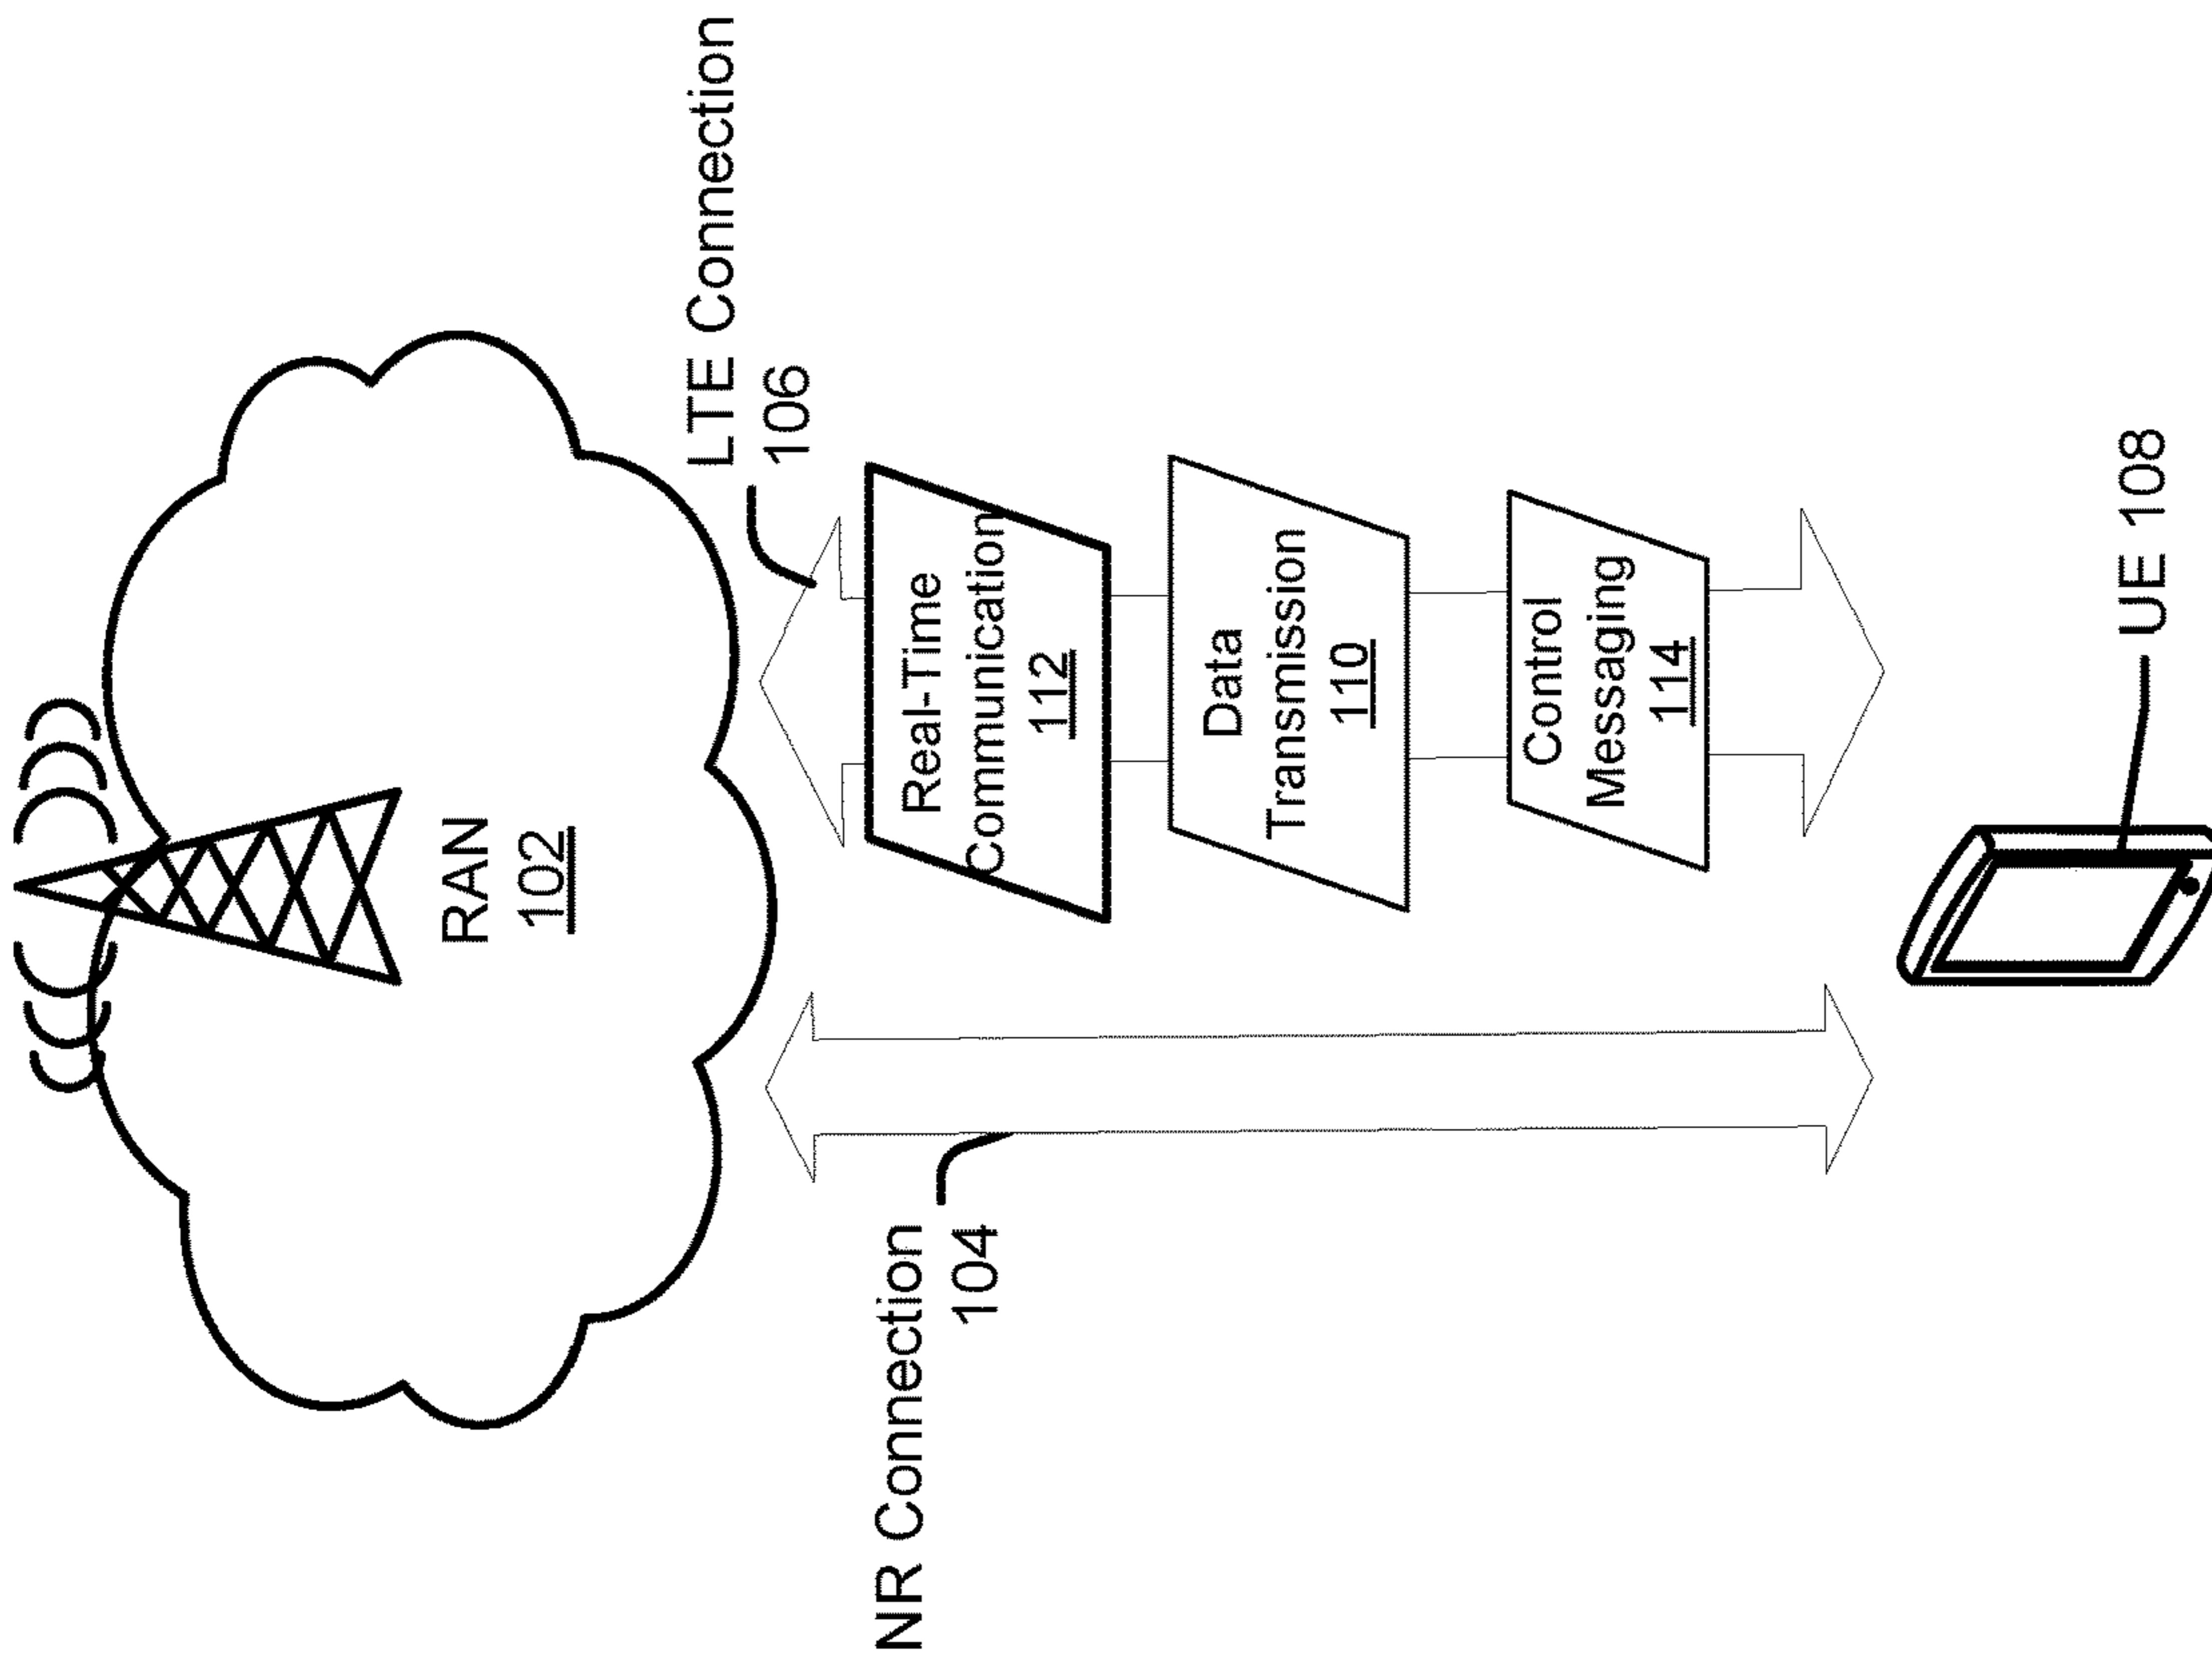 RAN
102
LTE Connection
106
NR Connection
104
Real-Time
Communication
112
Data
Transmission
110
Control
Messaging
114
UE 108